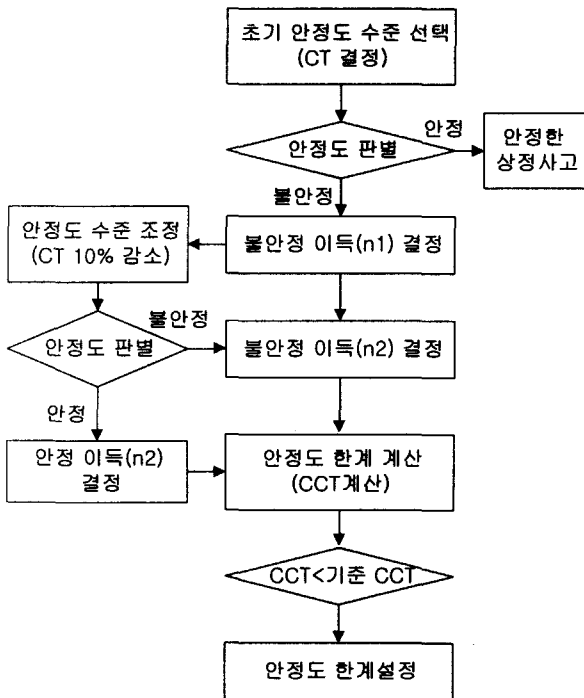 초기 안정도 수준 선택
(CT 결정)
안정도 판별
안정
안정한
상정사고
불안정
안정도 수준 조정
(CT 10% 감소)
불안정 이득(n1) 결정
안정도 판별
불안정
불안정 이득(n2) 결정
안정
안정 이득(n2)
결정
안정도 한계 계산
(CCT계산)
CCT<기준 CCT
안정도 한계설정